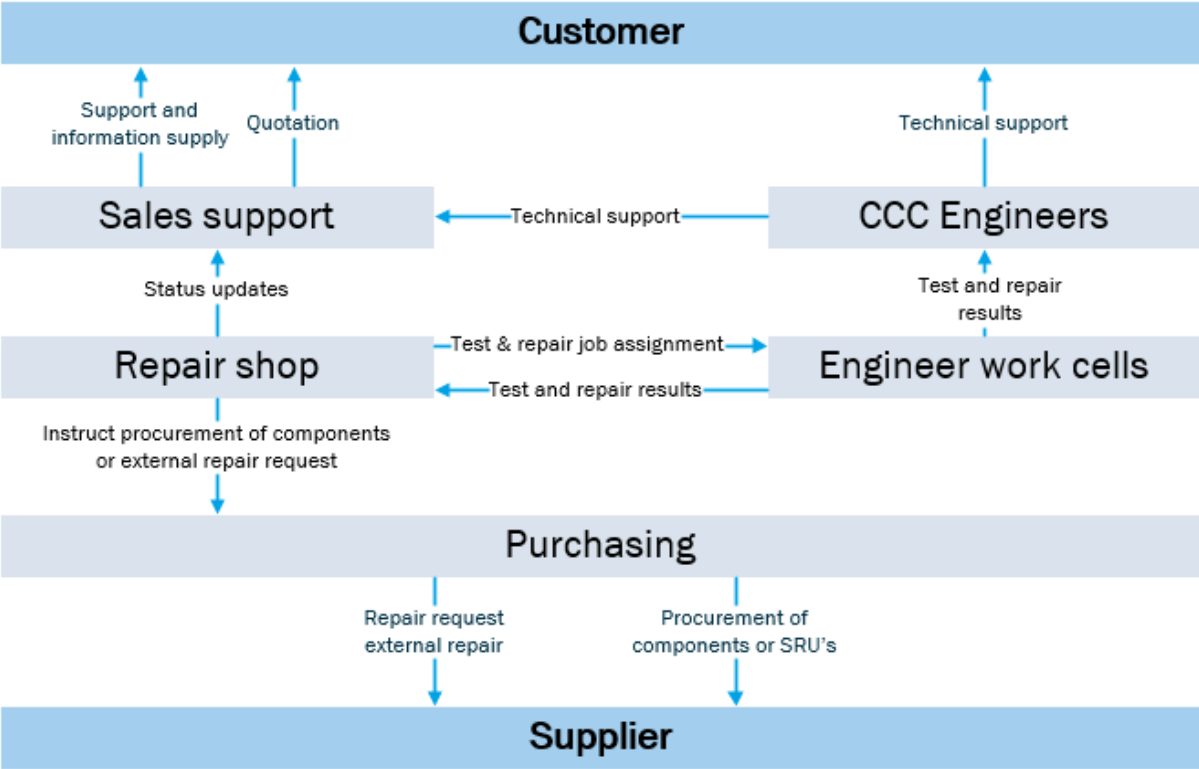 Customer
Support and
information supply
Quotation
Technical support
Sales support
Technical support
CCC Engineers
Status updates
Test and repair
results
Repair shop
Test & repair job assignment
Test and repair results
Engineer work cells
Instruct procurement of components
or external repair request
Purchasing
Repair request
external repair
Procurement of
components or SRU's
Supplier